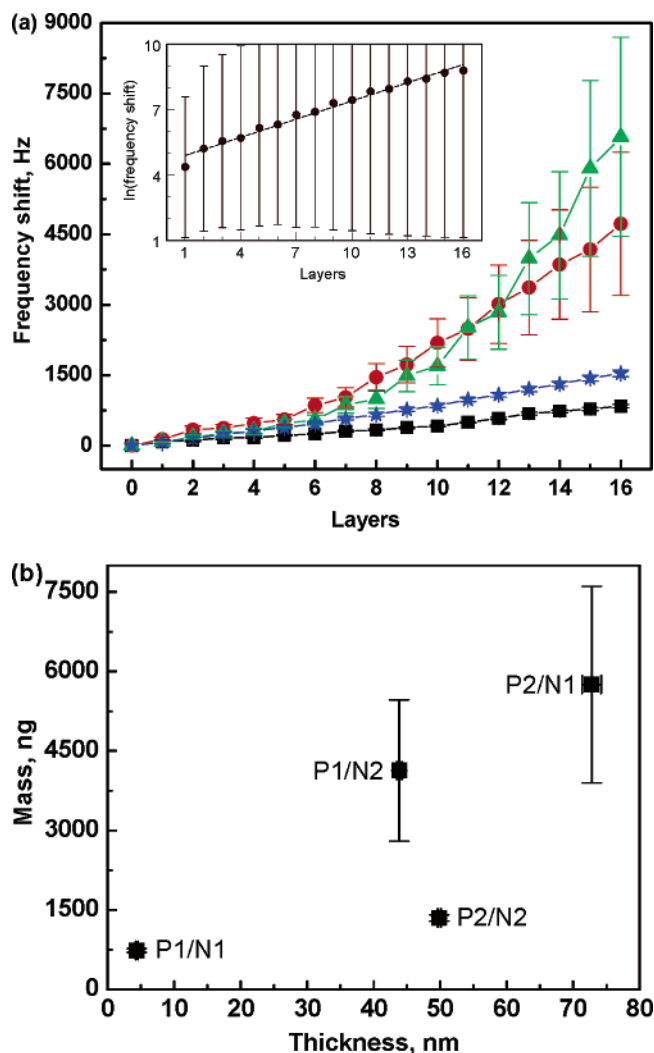 (a)
9000
7500
6000
4500
3000
1500
0
Frequency shift, Hz
0 2 4 6 8 10 12 14 16
Layers
10
7
4
1
ln(frequency shift)
1 4 7 10 13 16
Layers
(b)
7500
6000
4500
3000
1500
0
Mass, ng
P2/N1
P1/N2
P2/N2
P1/N1
0 10 20 30 40 50 60 70 80
Thickness, nm